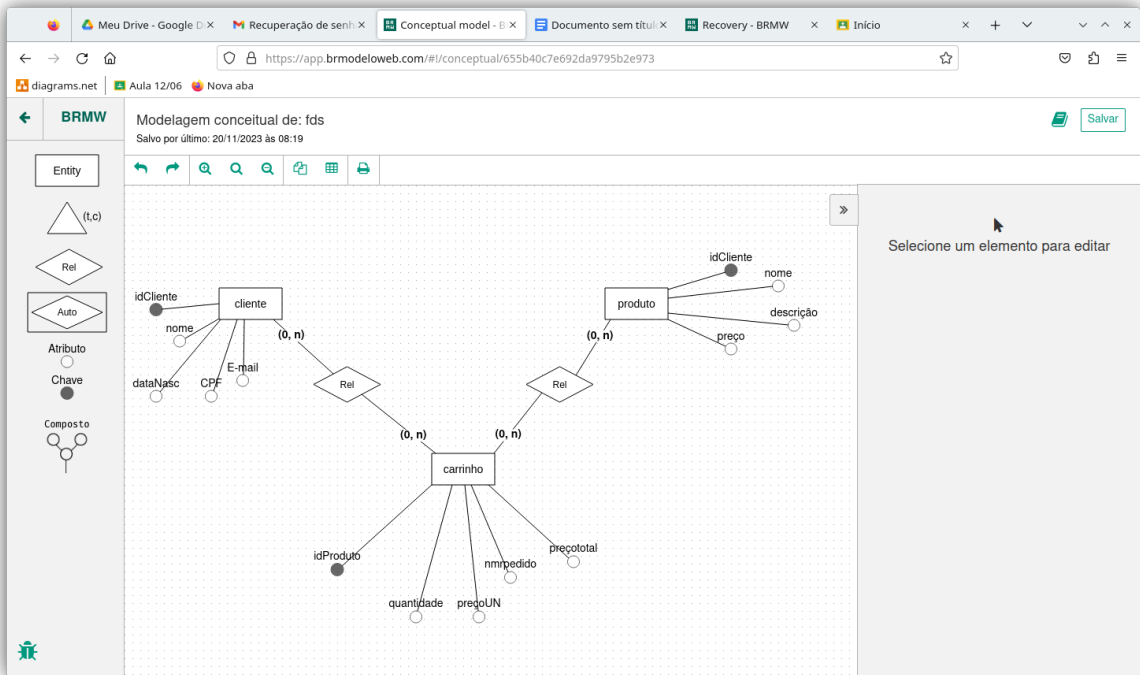 Meu Drive - Google D
Recuperação de senh
Conceptual model - B
Documento sem títul
Recovery - BRMW
Início
https://app.brmodeloweb.com/#!/conceptual/655b40c7e692da9795b2e973
diagrams.net
Aula 12/06
Nova aba
BRMW
Modelagem conceitual de: fds
Salvo por último: 20/11/2023 às 08:19
Salvar
Entity
(t,c)
Rel
Auto
Atributo
Chave
Composto
Selecione um elemento para editar
idCliente
cliente
nome
(0, n)
dataNasc
CPF
E-mail
Rel
(0, n)
idCliente
produto
nome
descrição
preço
(0, n)
Rel
(0, n)
carrinho
idProduto
quantidade
preçoUN
nmrpedido
preçototal